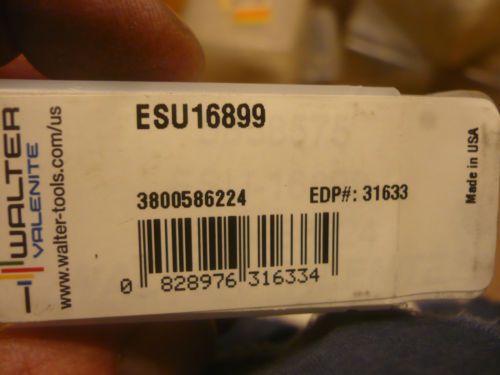 WALTER
VALENITE
www.walter-tools.com/us
ESU16899
3800586224 EDP#: 31633
0 828976 316334
Made in USA